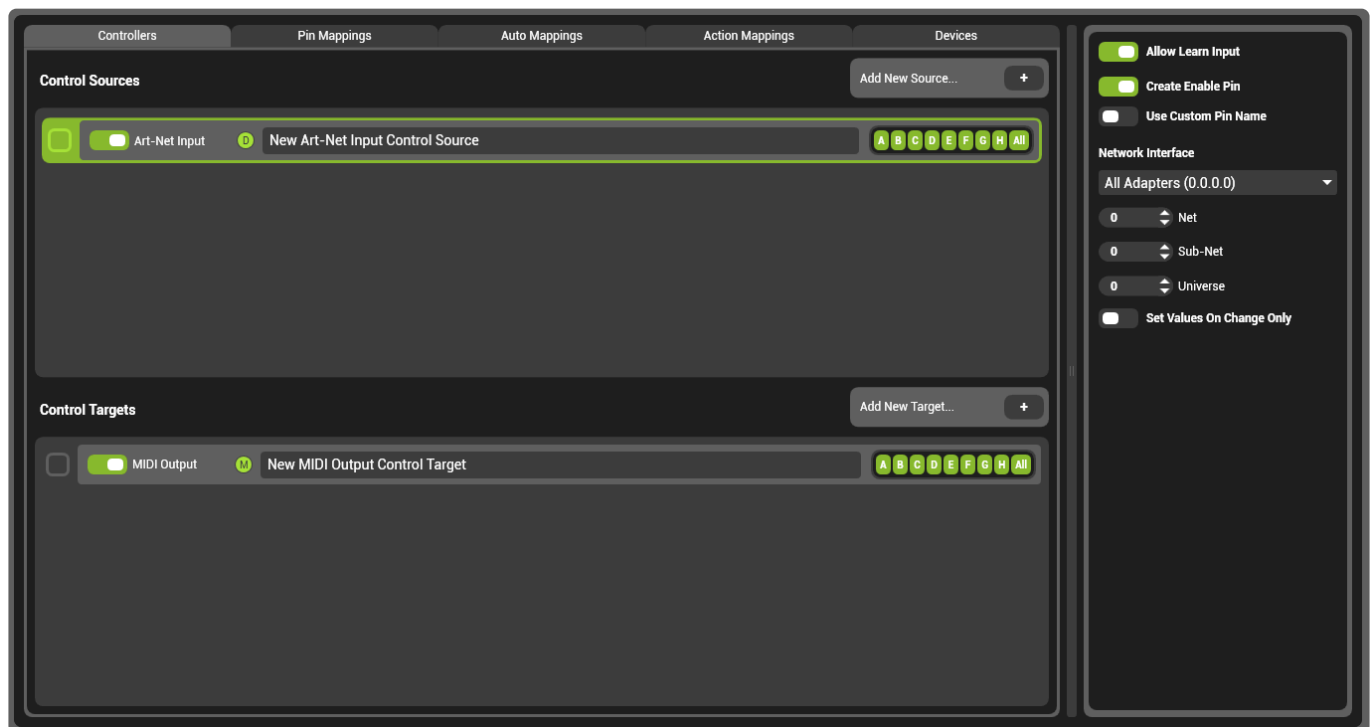 Controllers Pin Mappings Auto Mappings Action Mappings Devices
Control Sources
Add New Source... +
Art-Net Input D New Art-Net Input Control Source A B C D E F G H All
Control Targets
Add New Target... +
MIDI Output M New MIDI Output Control Target A B C D E F G H All
Allow Learn Input
Create Enable Pin
Use Custom Pin Name
Network Interface
All Adapters (0.0.0.0)
0 Net
0 Sub-Net
0 Universe
Set Values On Change Only